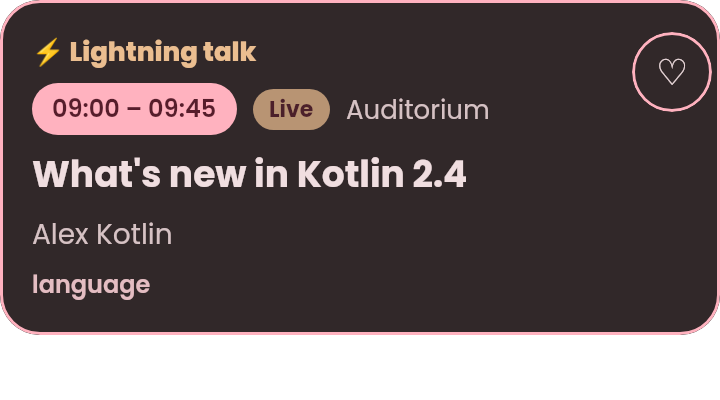 ⚡ Lightning talk
09:00 – 09:45 Live Auditorium
What's new in Kotlin 2.4
Alex Kotlin
language